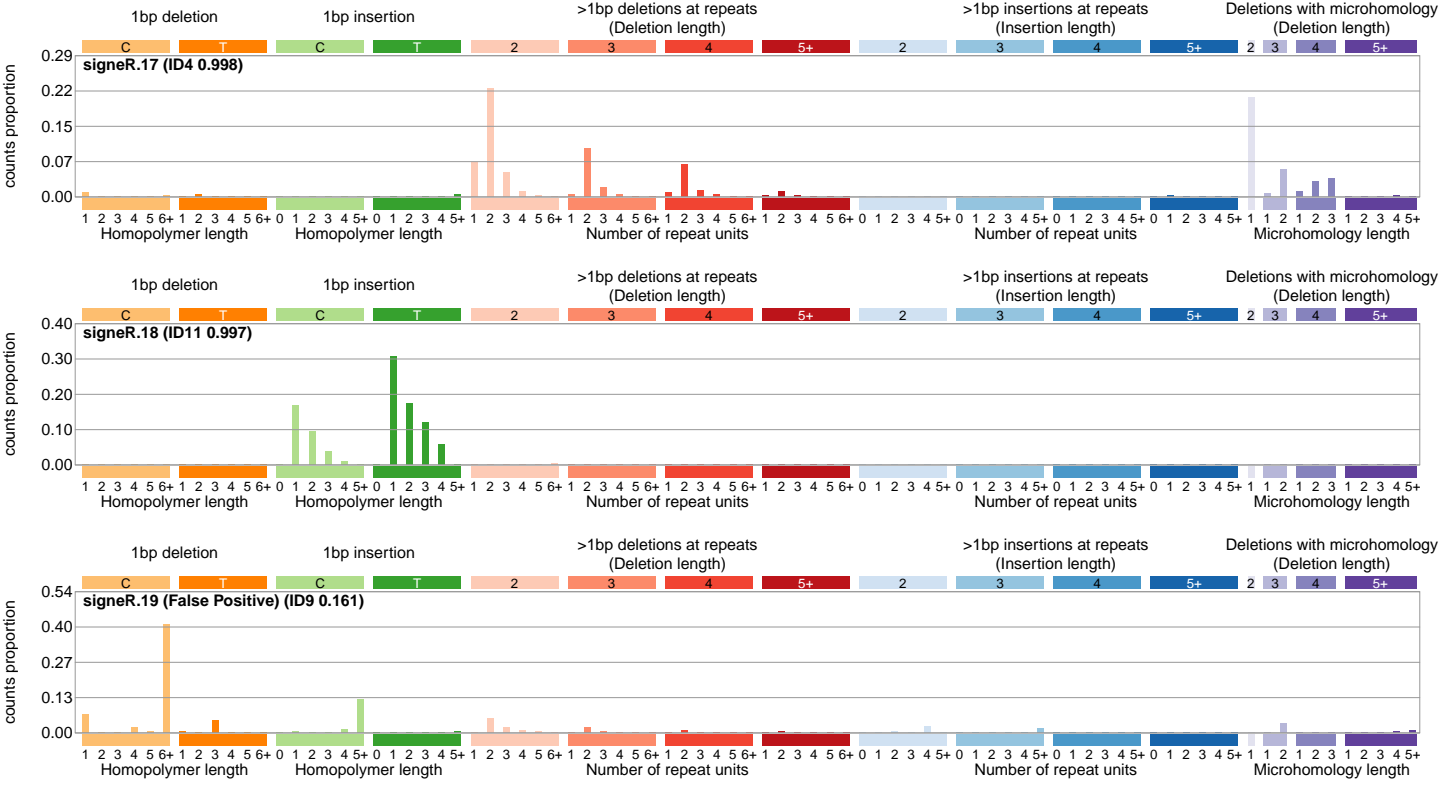 1bp deletion 1bp insertion >1bp deletions at repeats >1bp insertions at repeats Deletions with microhomology
(Deletion length) (Insertion length) (Deletion length)
C T C T 2 3 4 5+ 2 3 4 5+ 2 3 4 5+
signeR.17 (ID4 0.998)
0.29
0.22
0.15
0.07
0.00
counts proportion
1 2 3 4 5 6+ 1 2 3 4 5 6+ 0 1 2 3 4 5+ 0 1 2 3 4 5+ 1 2 3 4 5 6+ 1 2 3 4 5 6+ 1 2 3 4 5 6+ 1 2 3 4 5 6+ 0 1 2 3 4 5+ 0 1 2 3 4 5+ 0 1 2 3 4 5+ 0 1 2 3 4 5+ 1 1 2 1 2 3 1 2 3 4 5+
Homopolymer length Homopolymer length Number of repeat units Number of repeat units Microhomology length
1bp deletion 1bp insertion >1bp deletions at repeats >1bp insertions at repeats Deletions with microhomology
(Deletion length) (Insertion length) (Deletion length)
C T C T 2 3 4 5+ 2 3 4 5+ 2 3 4 5+
signeR.18 (ID11 0.997)
0.40
0.30
0.20
0.10
0.00
counts proportion
1 2 3 4 5 6+ 1 2 3 4 5 6+ 0 1 2 3 4 5+ 0 1 2 3 4 5+ 1 2 3 4 5 6+ 1 2 3 4 5 6+ 1 2 3 4 5 6+ 1 2 3 4 5 6+ 0 1 2 3 4 5+ 0 1 2 3 4 5+ 0 1 2 3 4 5+ 0 1 2 3 4 5+ 1 1 2 1 2 3 1 2 3 4 5+
Homopolymer length Homopolymer length Number of repeat units Number of repeat units Microhomology length
1bp deletion 1bp insertion >1bp deletions at repeats >1bp insertions at repeats Deletions with microhomology
(Deletion length) (Insertion length) (Deletion length)
C T C T 2 3 4 5+ 2 3 4 5+ 2 3 4 5+
signeR.19 (False Positive) (ID9 0.161)
0.54
0.40
0.27
0.13
0.00
counts proportion
1 2 3 4 5 6+ 1 2 3 4 5 6+ 0 1 2 3 4 5+ 0 1 2 3 4 5+ 1 2 3 4 5 6+ 1 2 3 4 5 6+ 1 2 3 4 5 6+ 1 2 3 4 5 6+ 0 1 2 3 4 5+ 0 1 2 3 4 5+ 0 1 2 3 4 5+ 0 1 2 3 4 5+ 1 1 2 1 2 3 1 2 3 4 5+
Homopolymer length Homopolymer length Number of repeat units Number of repeat units Microhomology length